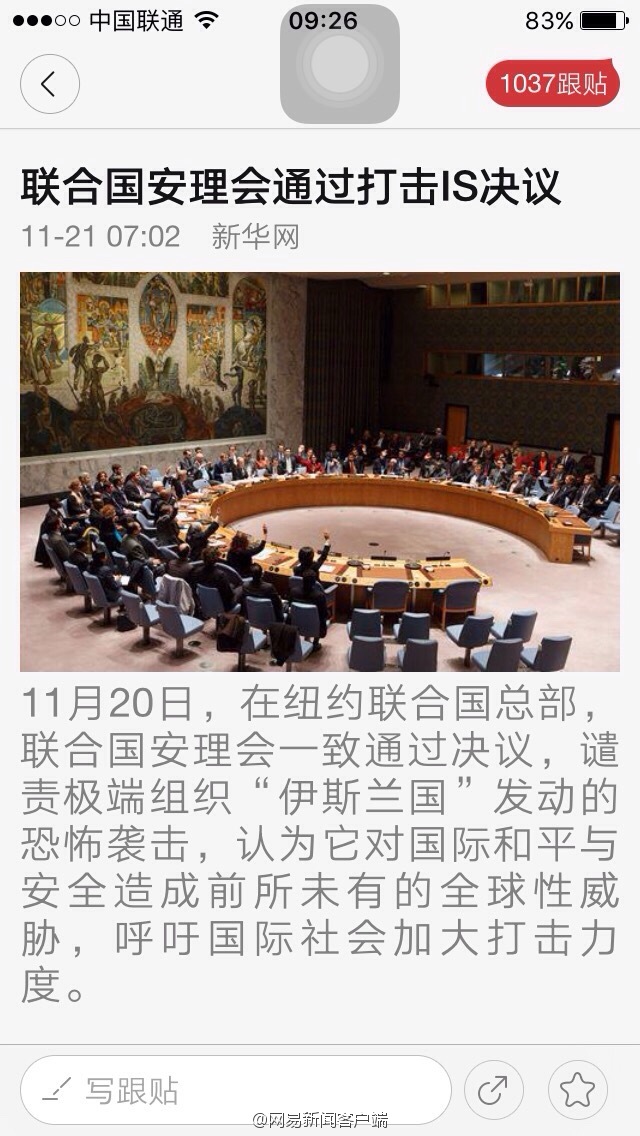 中国联通 09:26 83%
1037跟贴
联合国安理会通过打击IS决议
11-21 07:02 新华网
11月20日，在纽约联合国总部，
联合国安理会一致通过决议，谴
责极端组织“伊斯兰国”发动的
恐怖袭击，认为它对国际和平与
安全造成前所未有的全球性威
胁，呼吁国际社会加大打击力
度。
写跟贴
@网易新闻客户端